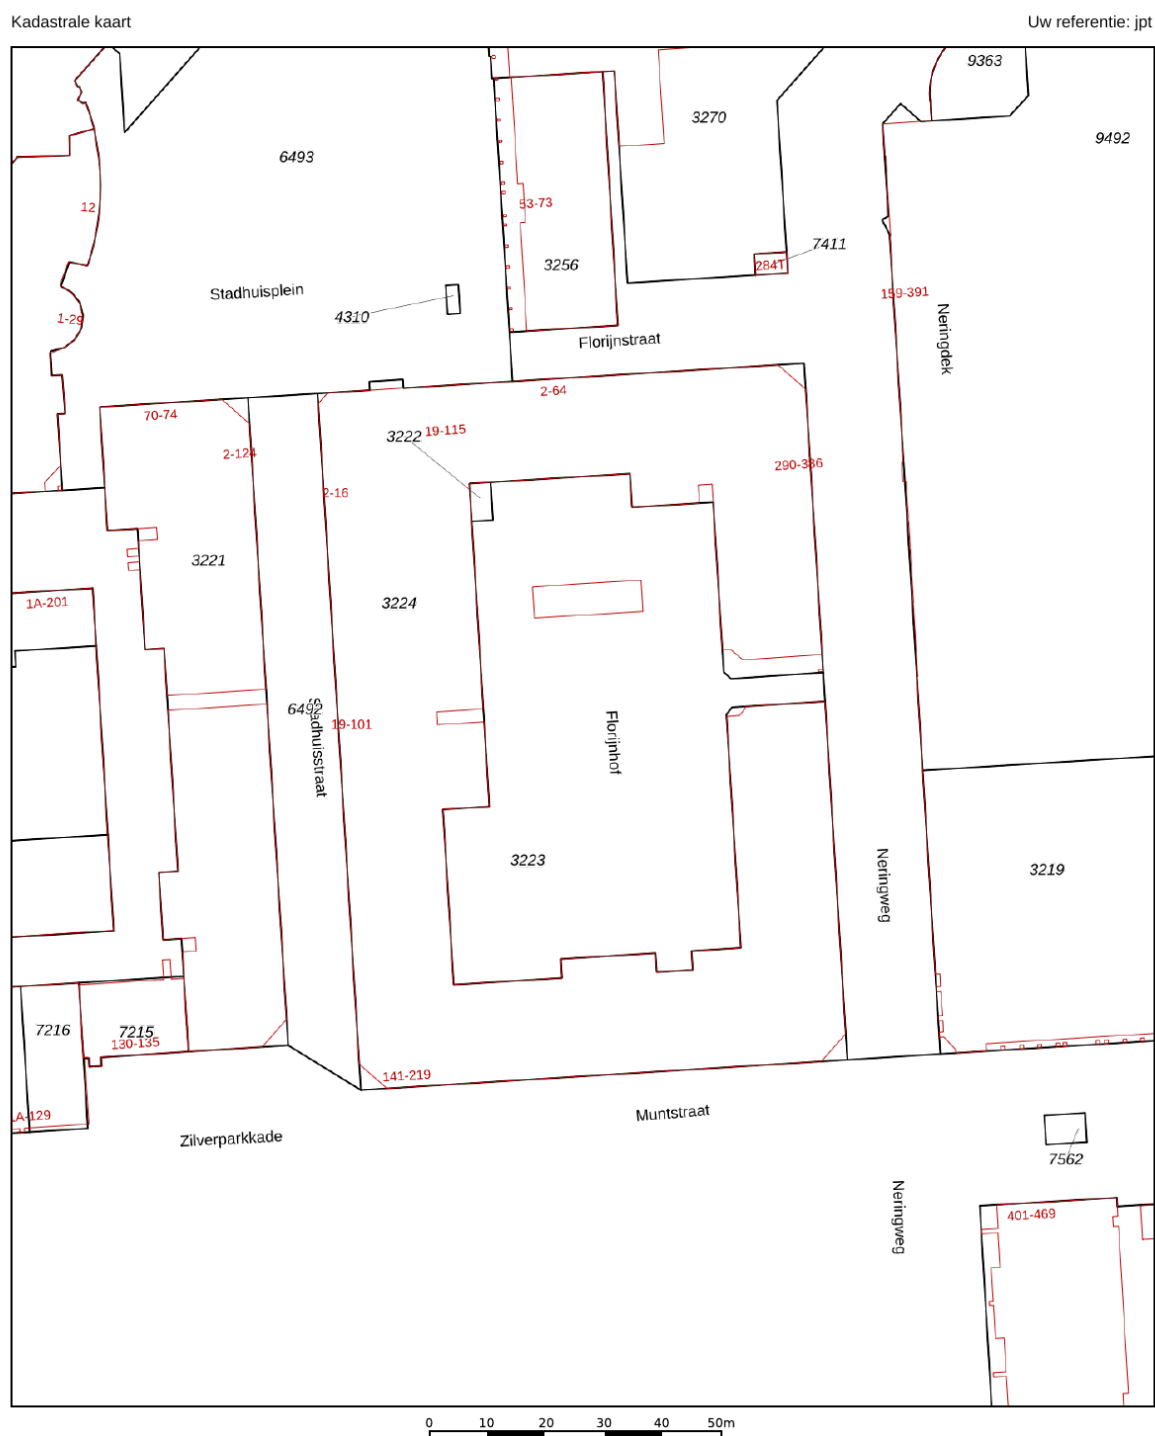 Kadastrale kaart
Uw referentie: jpt
9363
3270
9492
6493
12
53-73
7411
3256
284T
Stadhuisplein
159-391
4310
1-29
Neringdek
Florijnstraat
2-64
70-74
3222
19-115
2-124
290-386
2-16
3221
1A-201
3224
Stadhuisstraat
19-101
Florijnhof
3223
3219
Neringweg
7216
7215
130-135
141-219
Muntstraat
Zilverparkkade
7562
Neringweg
401-469
0 10 20 30 40 50m